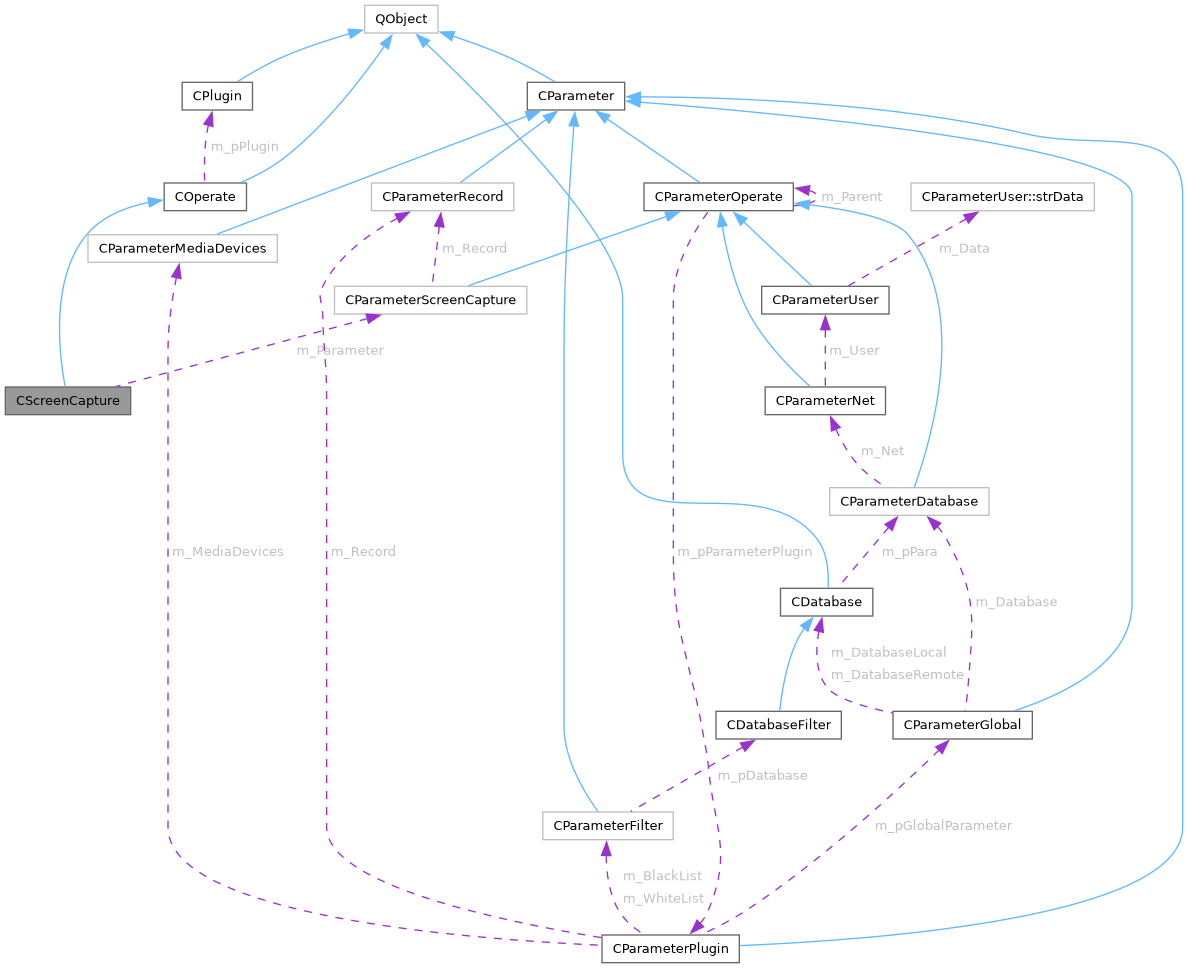 QObject
CPlugin
CParameter
m_pPlugin
COperate
CParameterRecord
CParameterOperate
m_Parent
CParameterUser::strData
CParameterMediaDevices
m_Record
m_Data
CParameterScreenCapture
CParameterUser
m_Parameter
m_User
CScreenCapture
CParameterNet
m_Net
CParameterDatabase
m_MediaDevices
m_Record
m_pParameterPlugin
m_pPara
CDatabase
m_Database
m_DatabaseLocal
m_DatabaseRemote
CDatabaseFilter
CParameterGlobal
m_pDatabase
CParameterFilter
m_pGlobalParameter
m_BlackList
m_WhiteList
CParameterPlugin